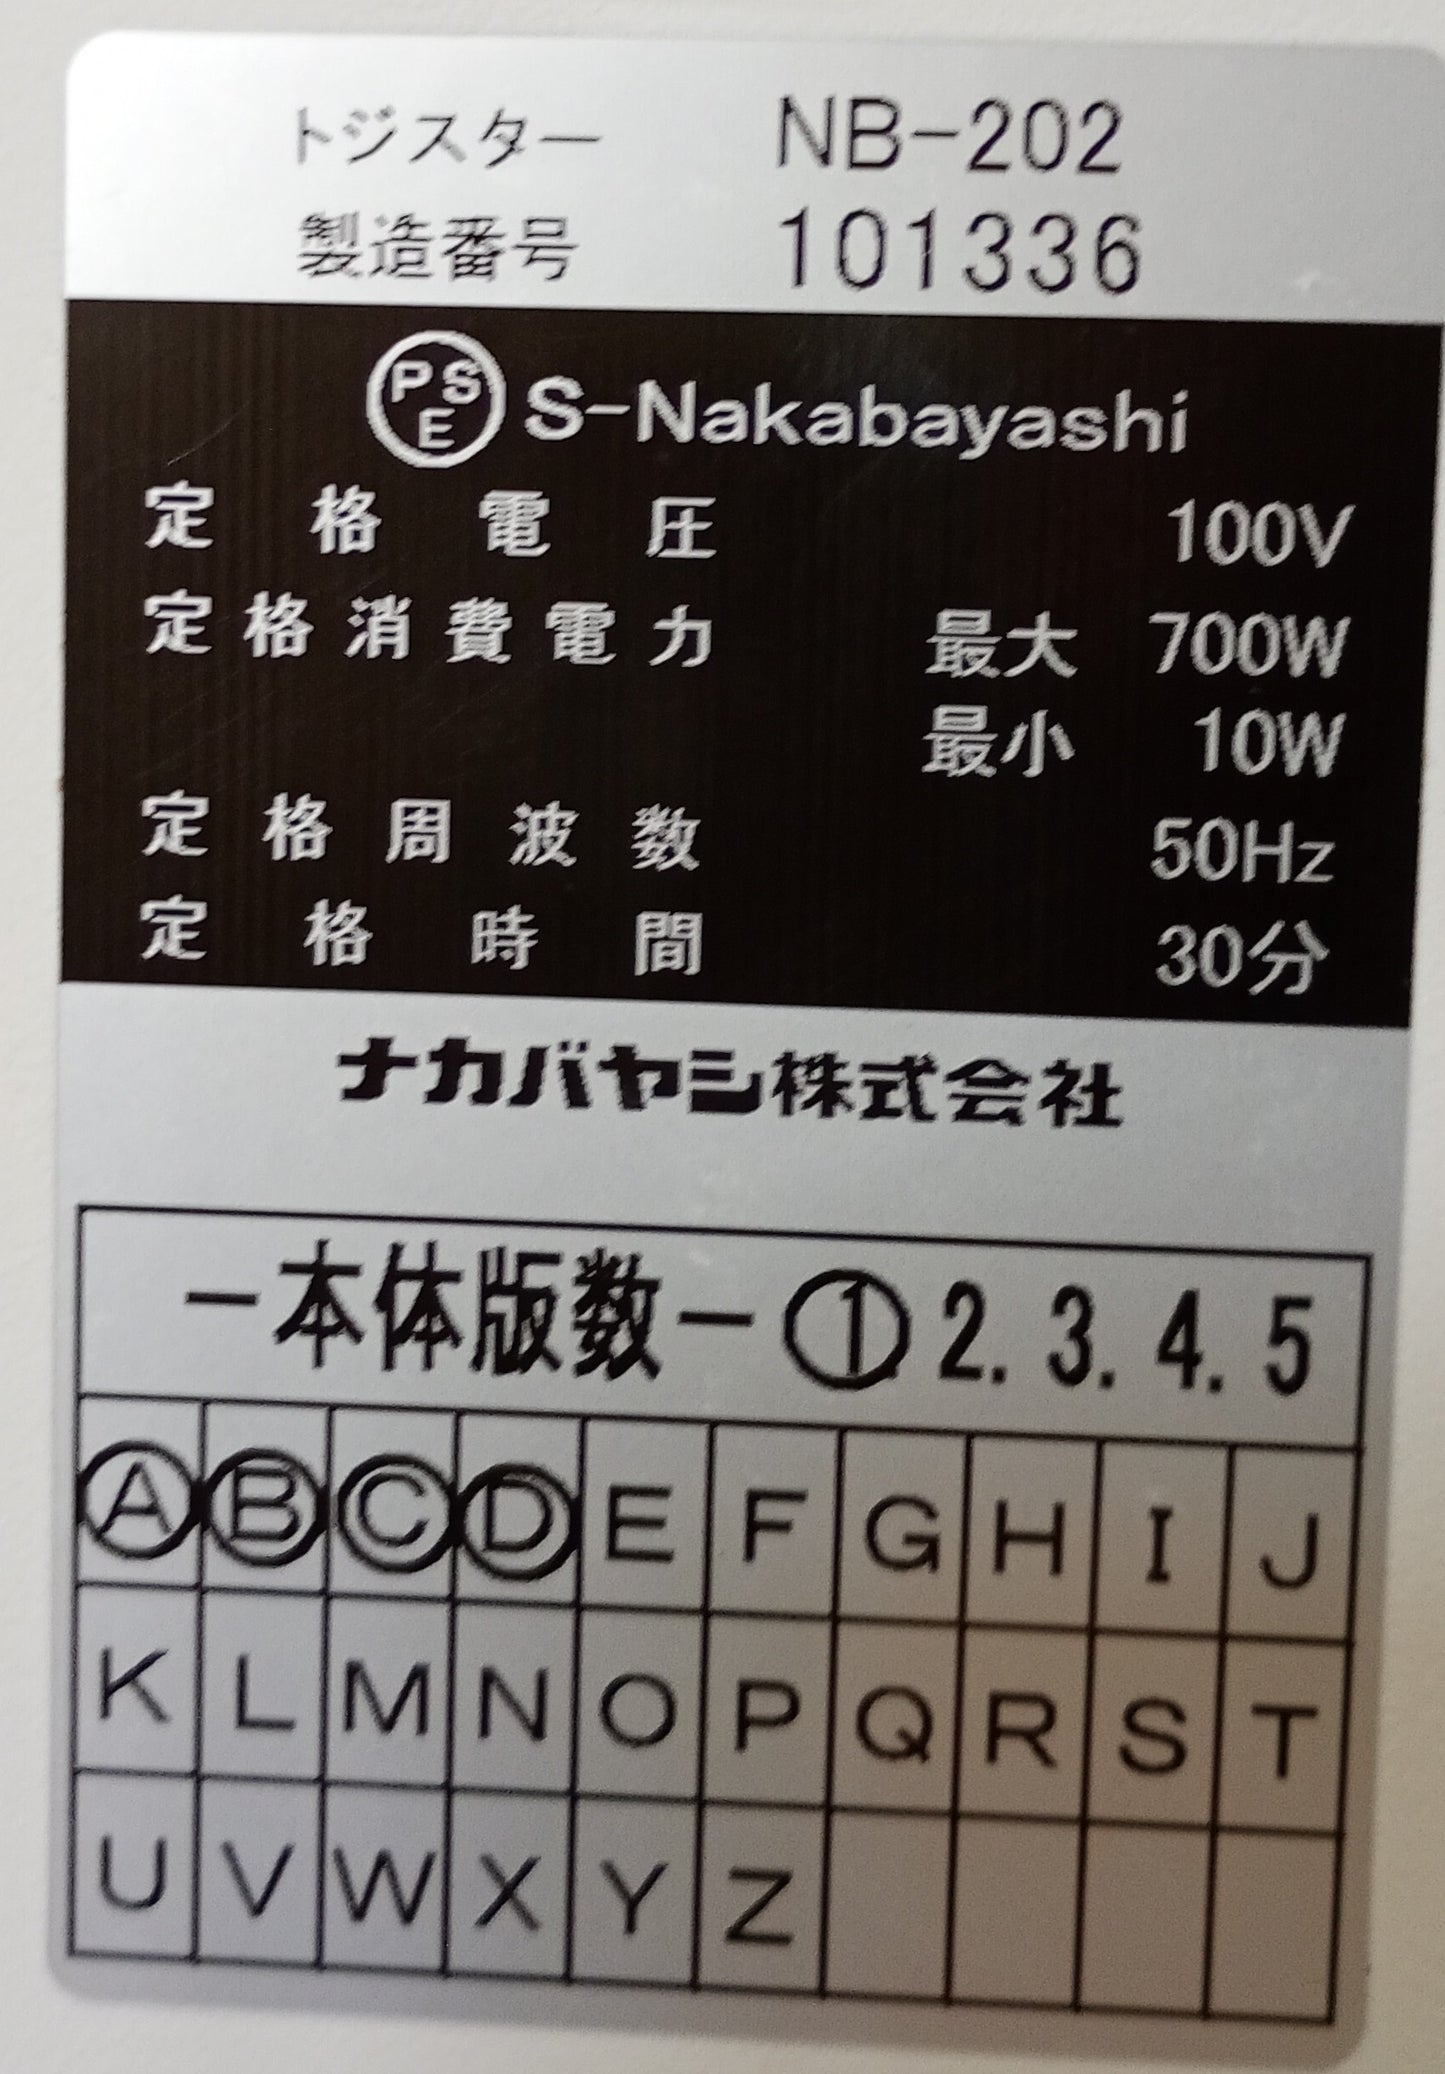 トジスター NB-202
製造番号 101336
PSE S-Nakabayashi
定格電圧 100V
定格消費電力 最大 700W
最小 10W
定格周波数 50Hz
定格時間 30分
ナカバヤシ株式会社
-本体版数- 1 2. 3. 4. 5
A B C D E F G H I J
K L M N O P Q R S T
U V W X Y Z